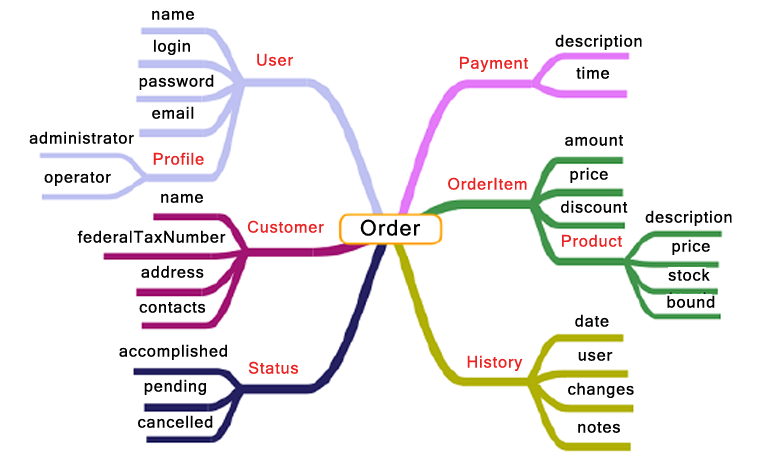 name
login
password
email
User
Profile
administrator
operator
name
federalTaxNumber
address
contacts
Customer
accomplished
pending
cancelled
Status
Order
Payment
description
time
OrderItem
amount
price
discount
Product
description
price
stock
bound
History
date
user
changes
notes